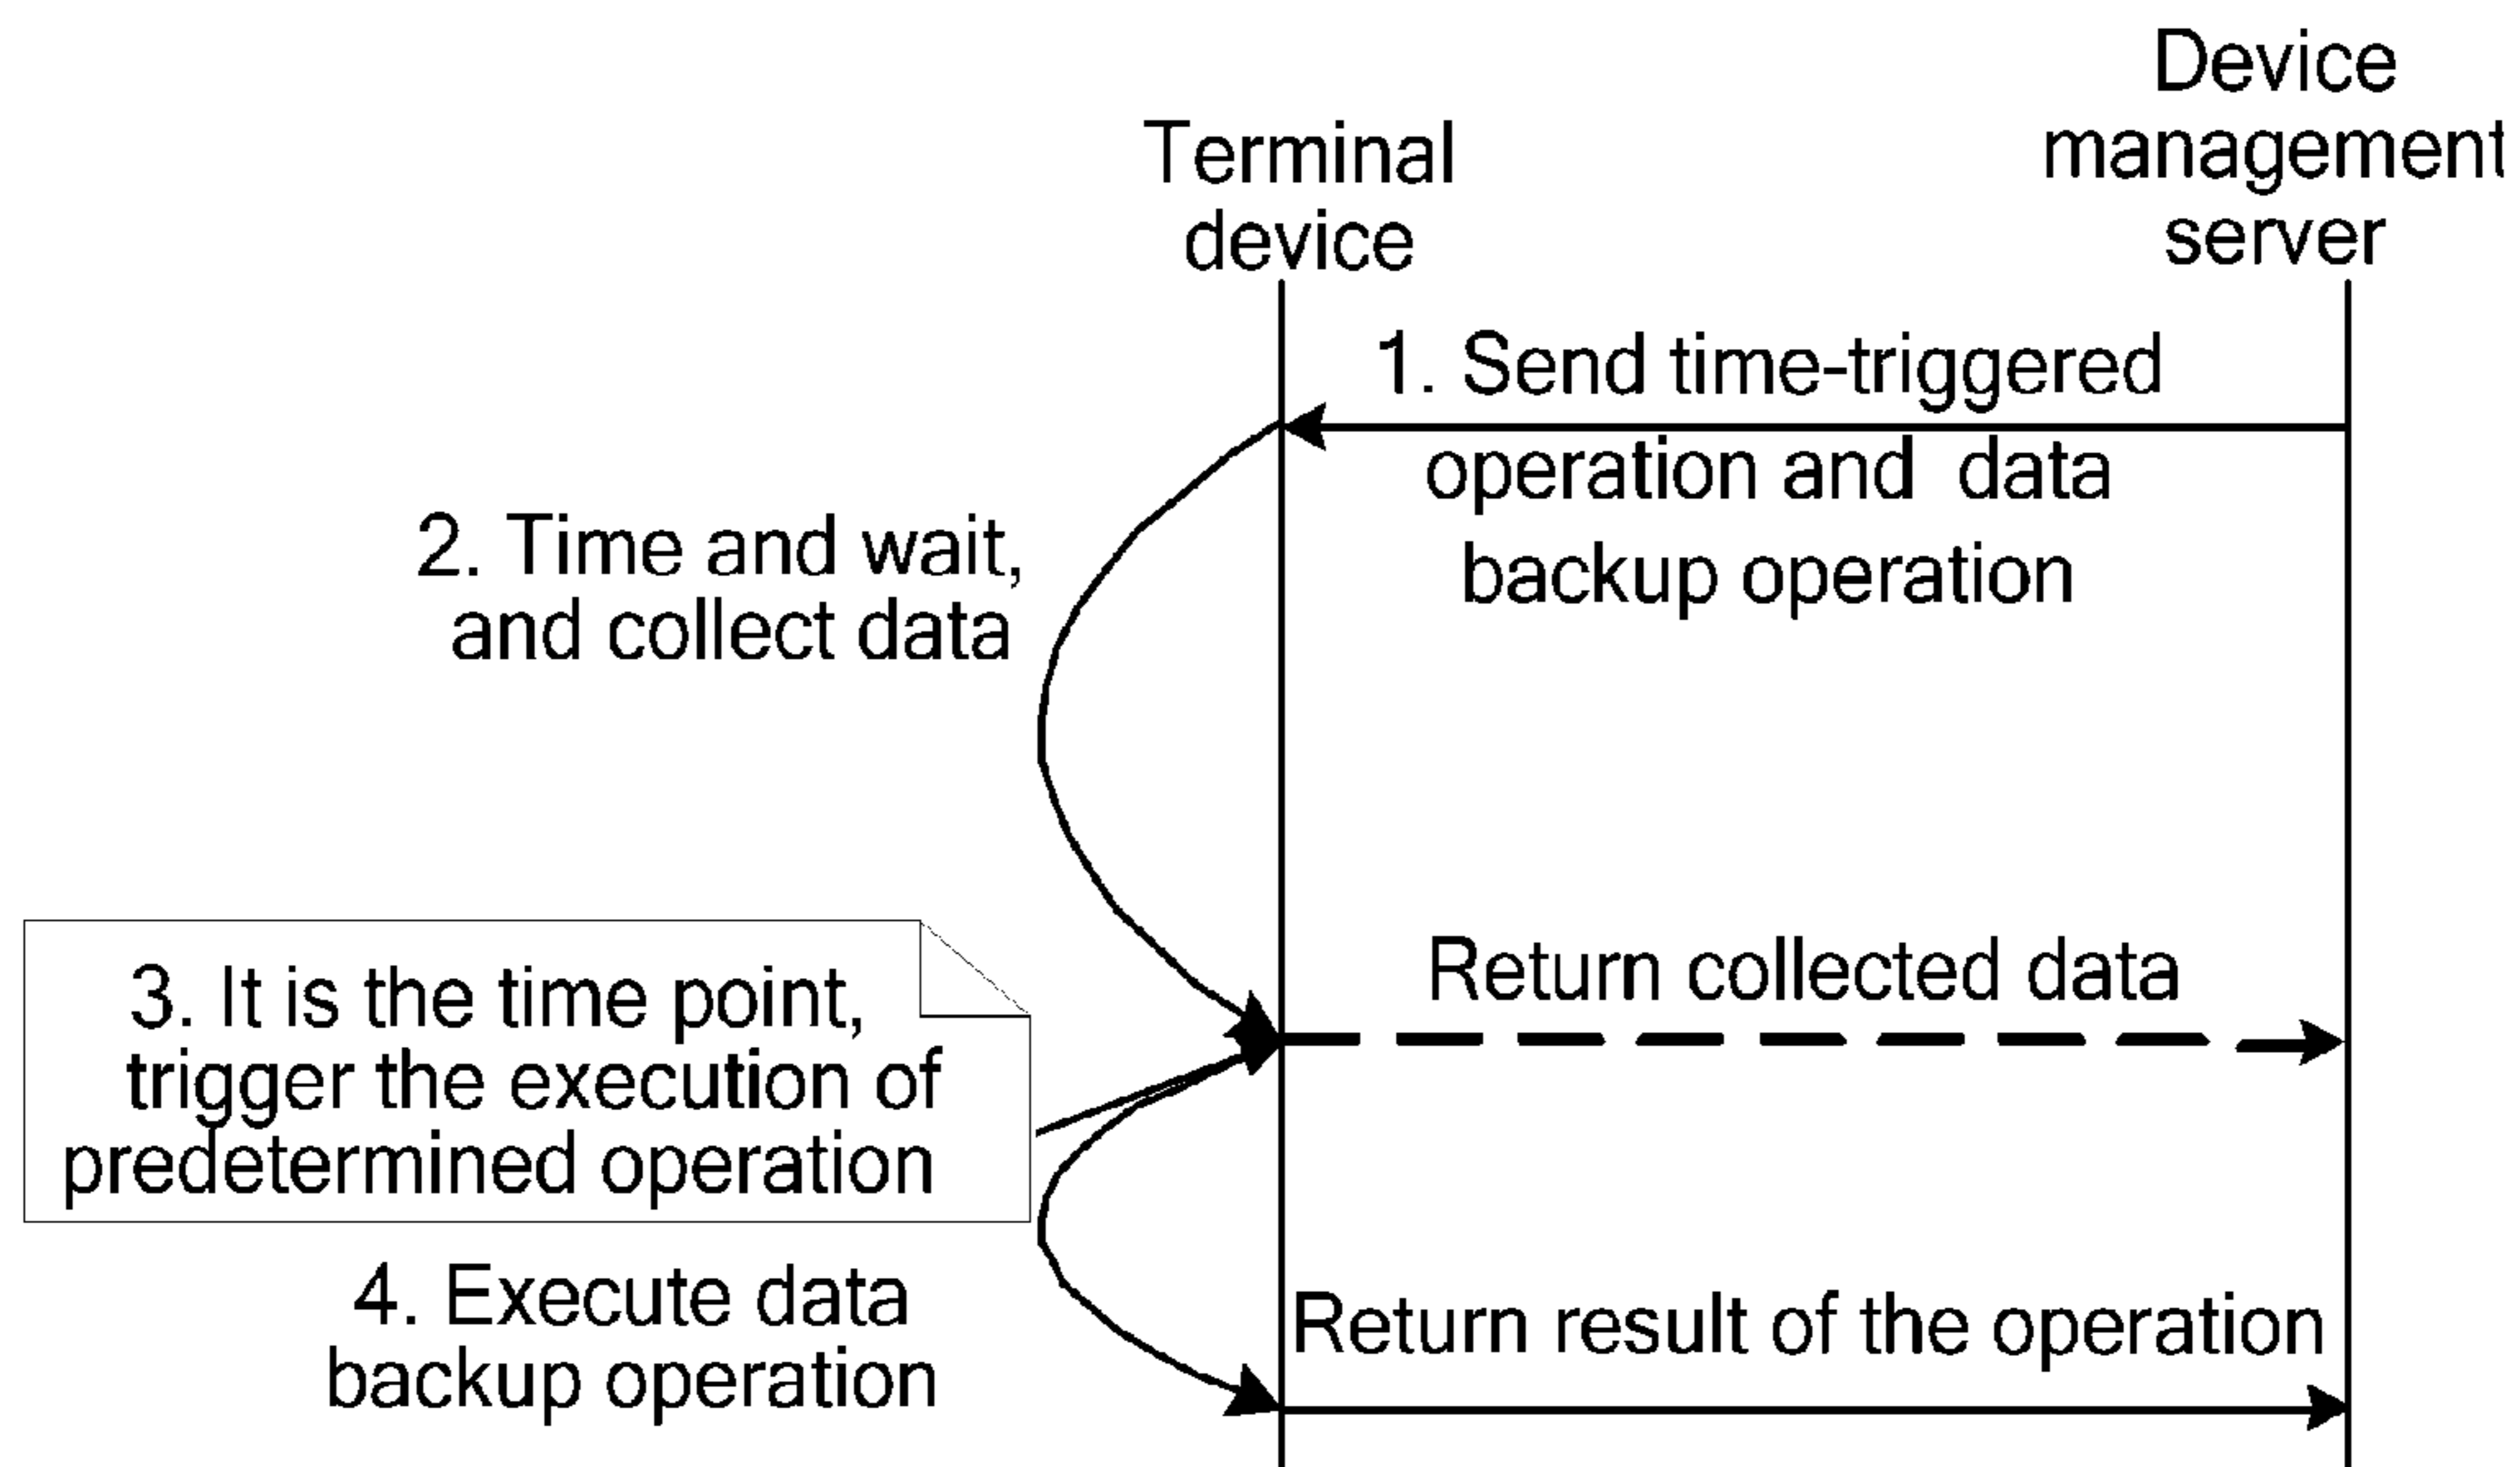 Device
management
server
Terminal
device
1. Send time-triggered
operation and data
backup operation
2. Time and wait,
and collect data
Return collected data
3. It is the time point,
trigger the execution of
predetermined operation
4. Execute data
backup operation
Return result of the operation